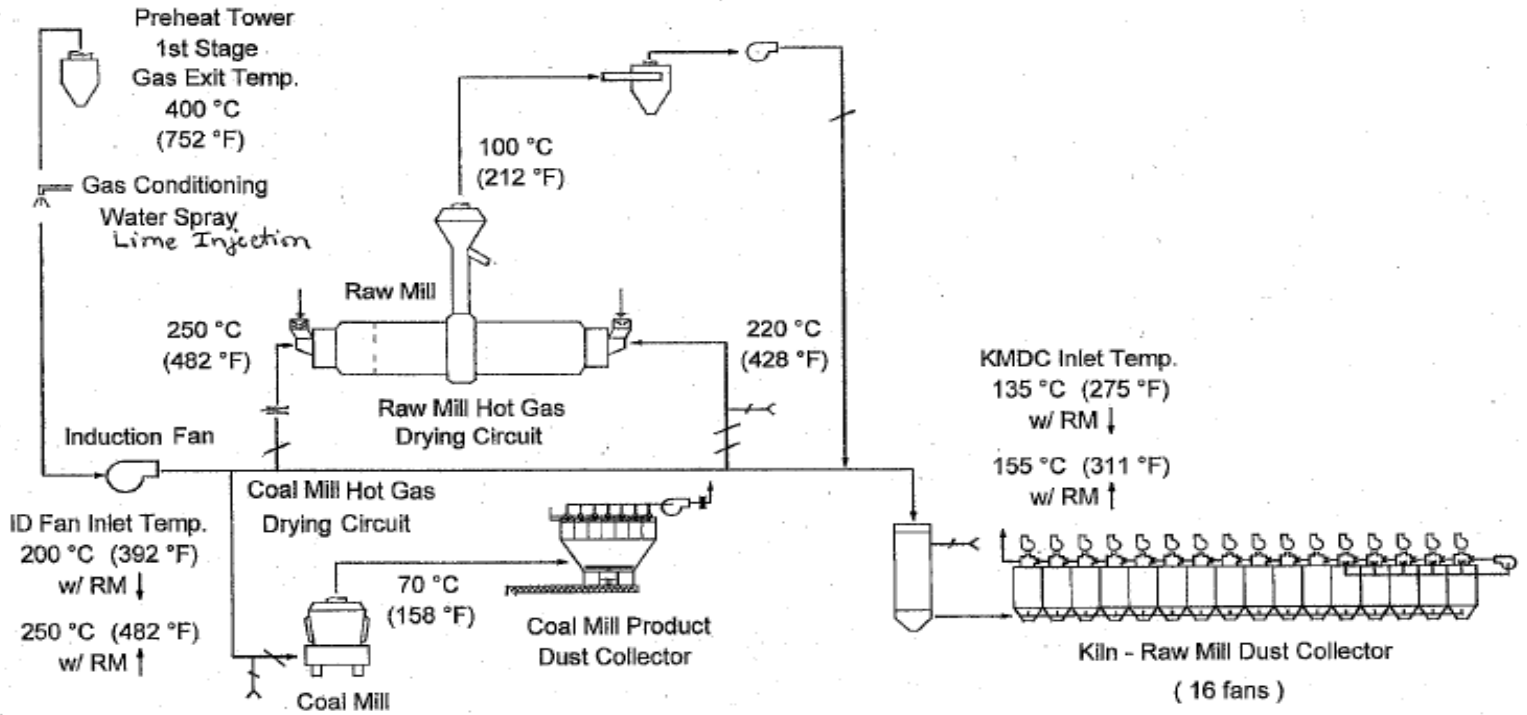 Preheat Tower
1st Stage
Gas Exit Temp.
400 °C
(752 °F)
Gas Conditioning
Water Spray
Lime Injection
100 °C
(212 °F)
Raw Mill
250 °C
(482 °F)
220 °C
(428 °F)
Raw Mill Hot Gas
Drying Circuit
KMDC Inlet Temp.
135 °C (275 °F)
w/ RM ↓
155 °C (311 °F)
w/ RM ↑
Induction Fan
Coal Mill Hot Gas
Drying Circuit
ID Fan Inlet Temp.
200 °C (392 °F)
w/ RM ↓
250 °C (482 °F)
w/ RM ↑
70 °C
(158 °F)
Coal Mill
Coal Mill Product
Dust Collector
Kiln - Raw Mill Dust Collector
( 16 fans )